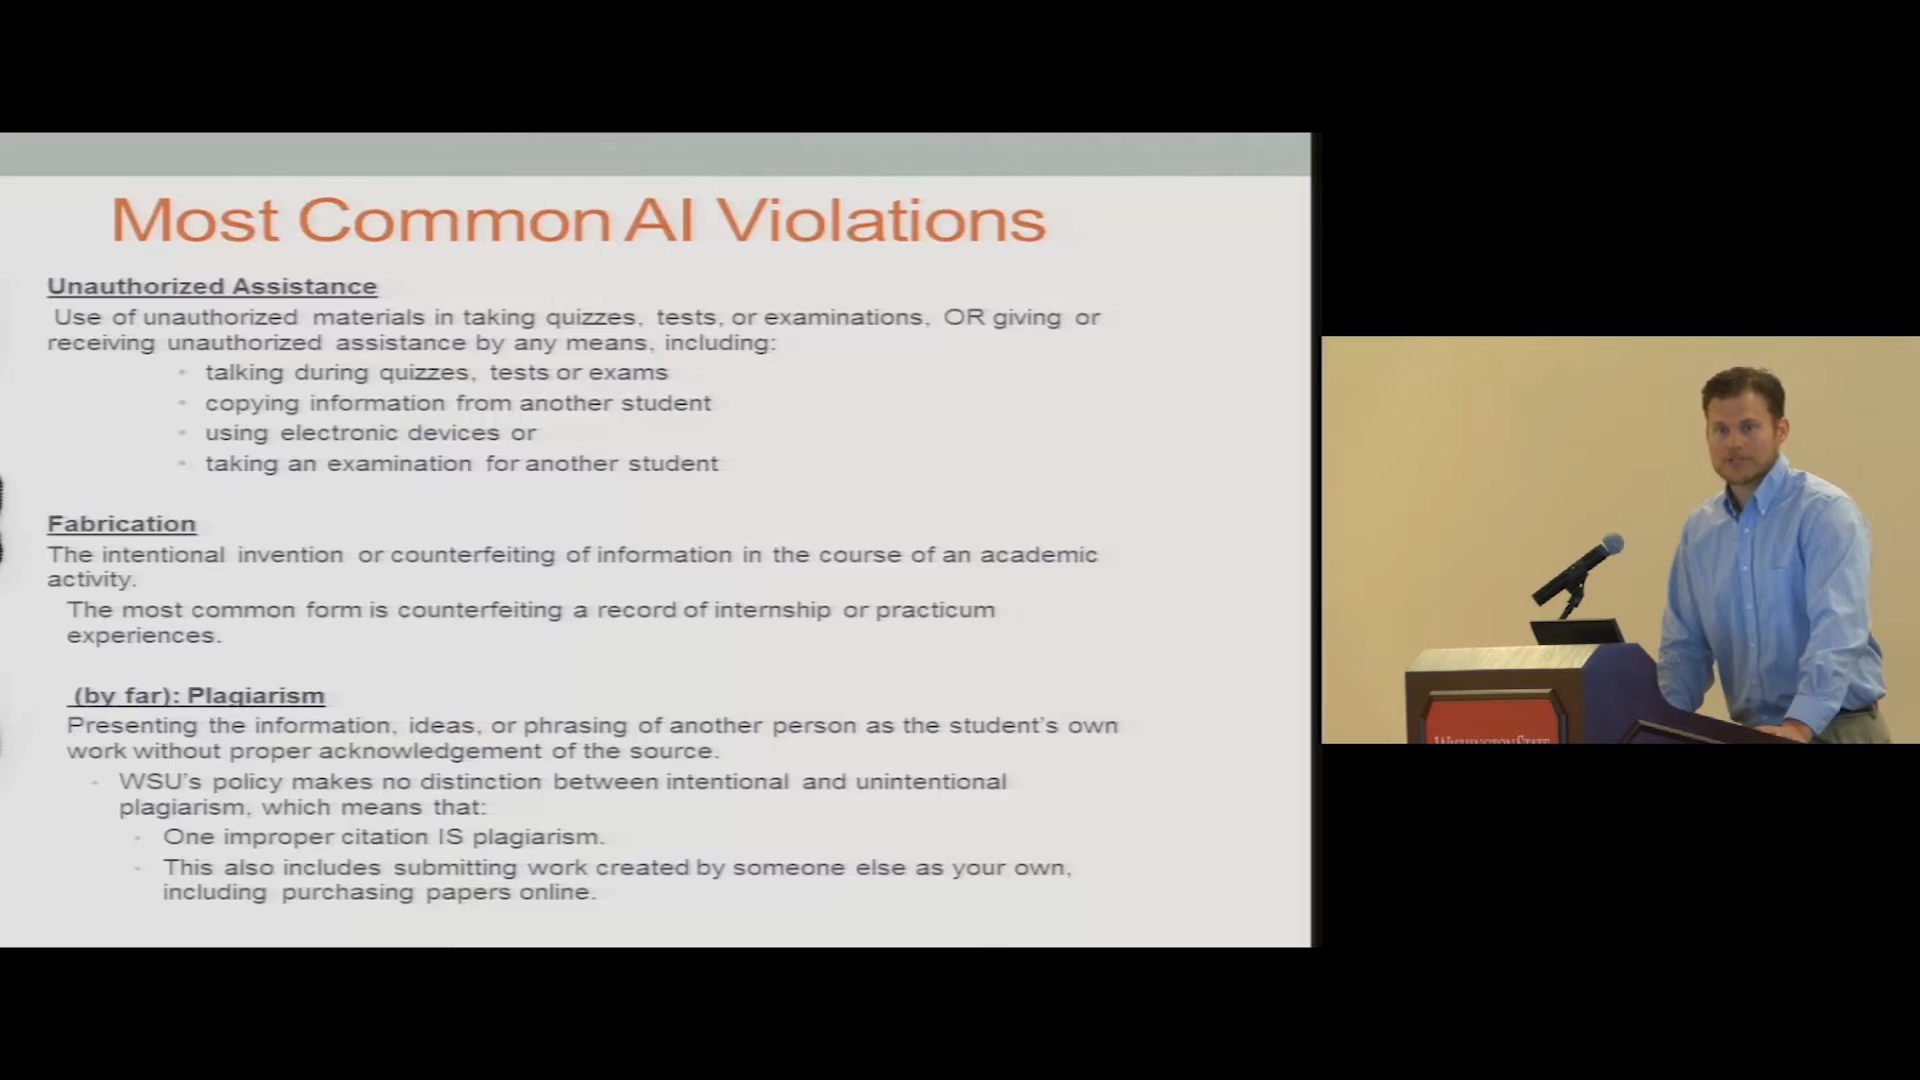 Most Common AI Violations
Unauthorized Assistance
Use of unauthorized materials in taking quizzes, tests, or examinations, OR giving or
receiving unauthorized assistance by any means, including:
• talking during quizzes, tests or exams
• copying information from another student
• using electronic devices or
• taking an examination for another student
Fabrication
The intentional invention or counterfeiting of information in the course of an academic
activity.
The most common form is counterfeiting a record of internship or practicum
experiences.
(by far): Plagiarism
Presenting the information, ideas, or phrasing of another person as the student's own
work without proper acknowledgement of the source.
• WSU's policy makes no distinction between intentional and unintentional
plagiarism, which means that:
• One improper citation IS plagiarism.
• This also includes submitting work created by someone else as your own,
including purchasing papers online.
WASHINGTON STATE